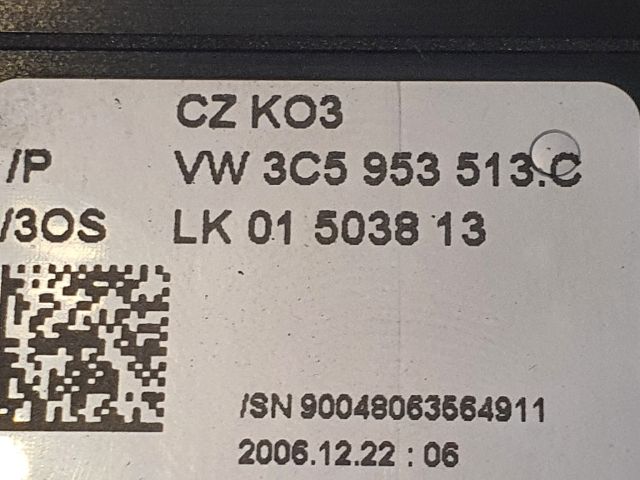 CZ KO3
/P VW 3C5 953 513.C
/3OS LK 01 5038 13
/SN 90048063564911
2006.12.22 : 06